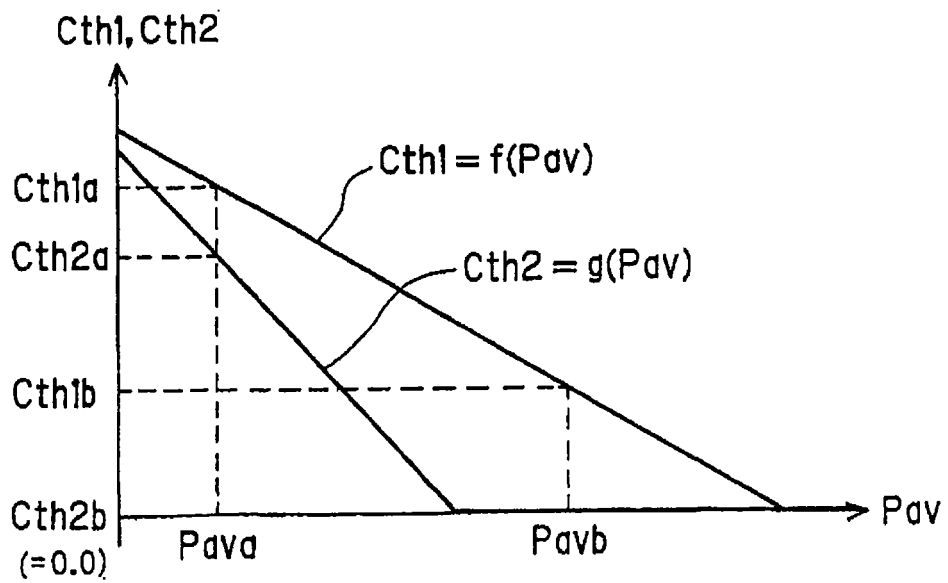 Cth1, Cth2
Cth1 = f(Pav)
Cth1a
Cth2a
Cth2 = g(Pav)
Cth1b
Cth2b
(=0.0)
Pava
Pavb
Pav